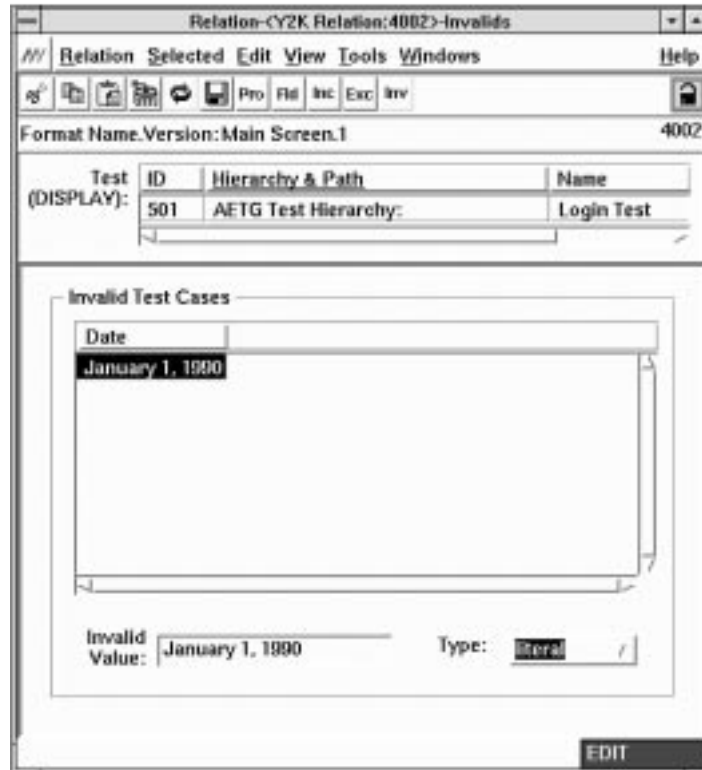 Relation-<Y2K Relation:4002>-Invalids
Relation Selected Edit View Tools Windows Help
Pro Fld Inc Exc Inv
Format Name.Version: Main Screen.1 4002
Test (DISPLAY):
ID Hierarchy & Path Name
501 AETG Test Hierarchy: Login Test
Invalid Test Cases
Date
January 1, 1990
Invalid Value: January 1, 1990 Type: literal
EDIT